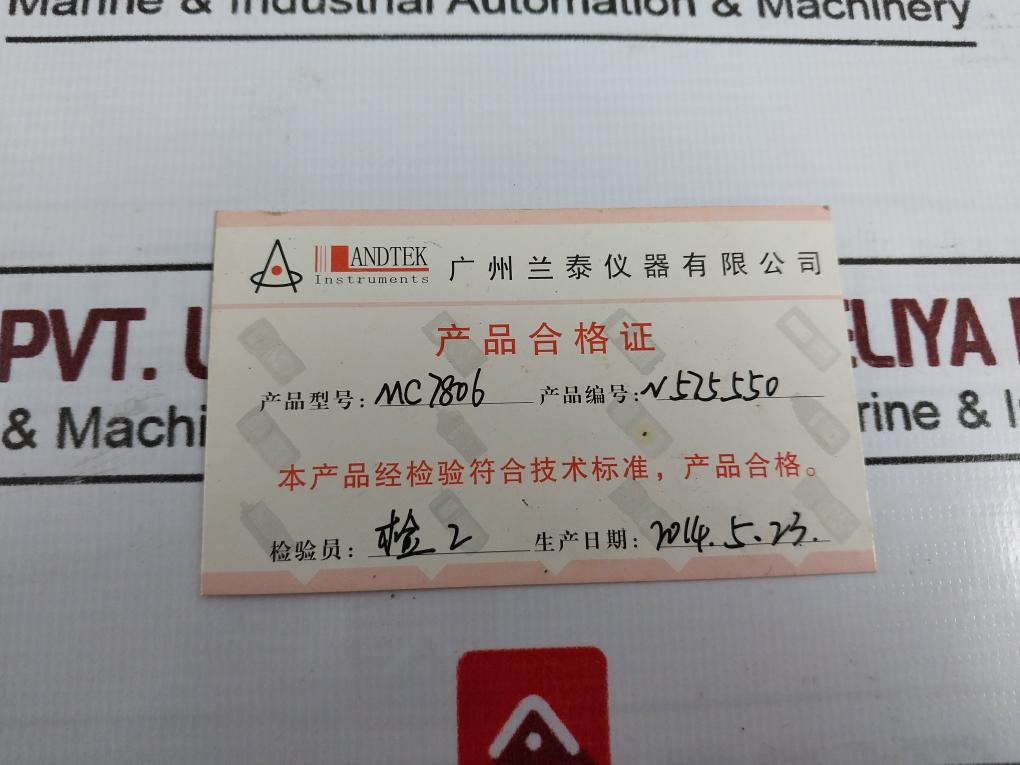 Marine & Industrial Automation & Machinery
PVT. U
ELIYA
& Machi
rine & I
LANDTEK
Instruments
广州兰泰仪器有限公司
产品合格证
产品型号: MC7806 产品编号: N575550
本产品经检验符合技术标准，产品合格。
检验员: 检2 生产日期: 2014.5.23.